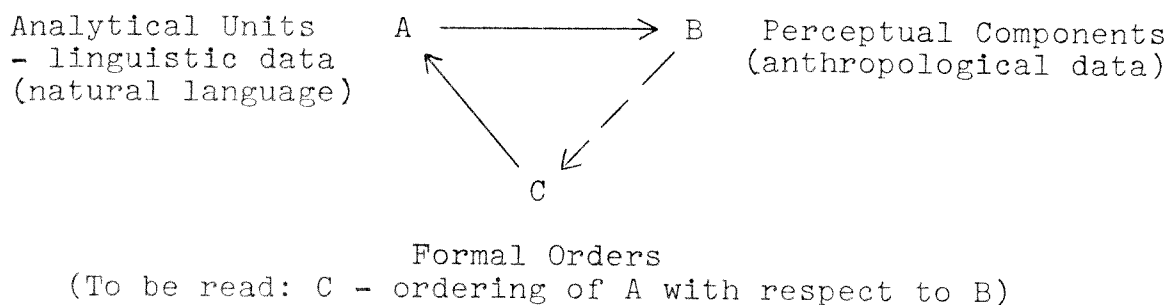 Analytical Units A B Perceptual Components
- linguistic data (anthropological data)
(natural language)
C
Formal Orders
(To be read: C - ordering of A with respect to B)